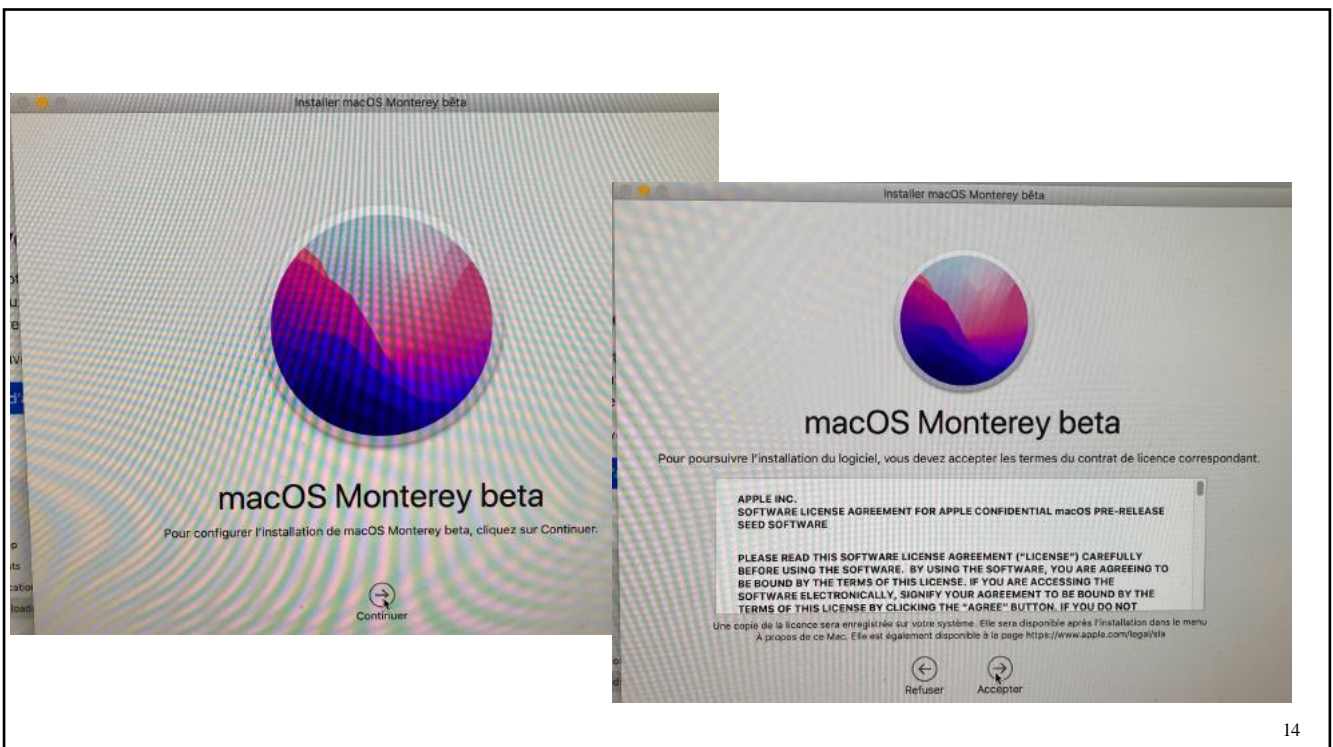 Installer macOS Monterey bêta
macOS Monterey beta
Pour configurer l'installation de macOS Monterey beta, cliquez sur Continuer.
Continuer
Installer macOS Monterey bêta
macOS Monterey beta
Pour poursuivre l'installation du logiciel, vous devez accepter les termes du contrat de licence correspondant.
APPLE INC.
SOFTWARE LICENSE AGREEMENT FOR APPLE CONFIDENTIAL macOS PRE-RELEASE
SEED SOFTWARE
PLEASE READ THIS SOFTWARE LICENSE AGREEMENT ("LICENSE") CAREFULLY
BEFORE USING THE SOFTWARE. BY USING THE SOFTWARE, YOU ARE AGREEING TO
BE BOUND BY THE TERMS OF THIS LICENSE. IF YOU ARE ACCESSING THE
SOFTWARE ELECTRONICALLY, SIGNIFY YOUR AGREEMENT TO BE BOUND BY THE
TERMS OF THIS LICENSE BY CLICKING THE "AGREE" BUTTON. IF YOU DO NOT
Une copie de la licence sera enregistrée sur votre système. Elle sera disponible après l'installation dans le menu
À propos de ce Mac. Elle est également disponible à la page https://www.apple.com/legal/sla
Refuser Accepter
14